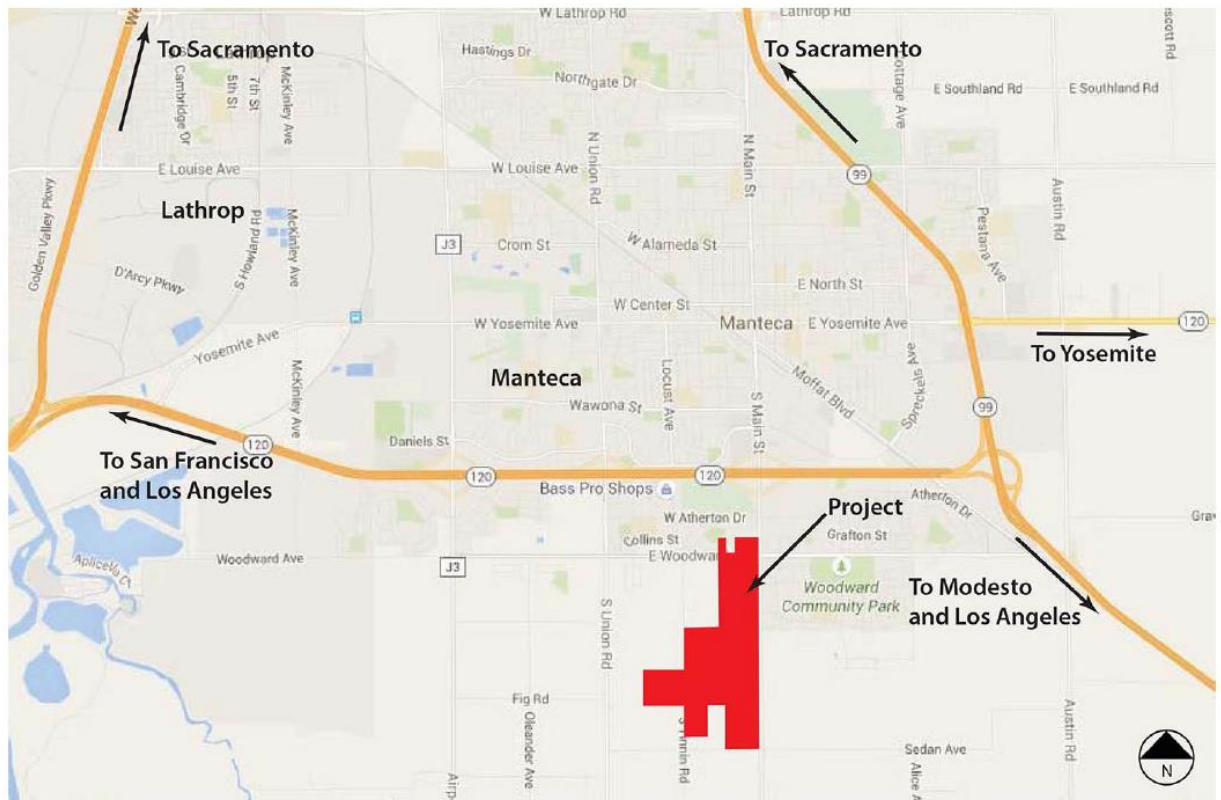 W Lathrop Rd
Lathrop Rd
To Sacramento
Lathrop
Hastings Dr
To Sacramento
Cambridge Dr
5th St
7th St
McKinley Ave
Northgate Dr
Cottage Ave
E Southland Rd
E Southland Rd
E Louise Ave
W Louise Ave
N Union Rd
N Main St
99
Austin Rd
Golden Valley Pkwy
Lathrop
S Howland Rd
McKinley Ave
J3
Crom St
W Alameda St
Pestana Ave
D'Arcy Pkwy
E North St
W Center St
W Yosemite Ave
Manteca
E Yosemite Ave
120
To Yosemite
Yosemite Ave
McKinley Ave
Manteca
Locust Ave
Moffat Blvd
Spreckels Ave
Wawona St
S Main St
99
Daniels St
120
To San Francisco
and Los Angeles
120
120
Bass Pro Shops
Atherton Dr
W Atherton Dr
Project
Collins St
Grafton St
Woodward Ave
J3
Woodward
Community Park
To Modesto
and Los Angeles
S Union Rd
Fig Rd
Oleander Ave
Austin Rd
Sedan Ave
N